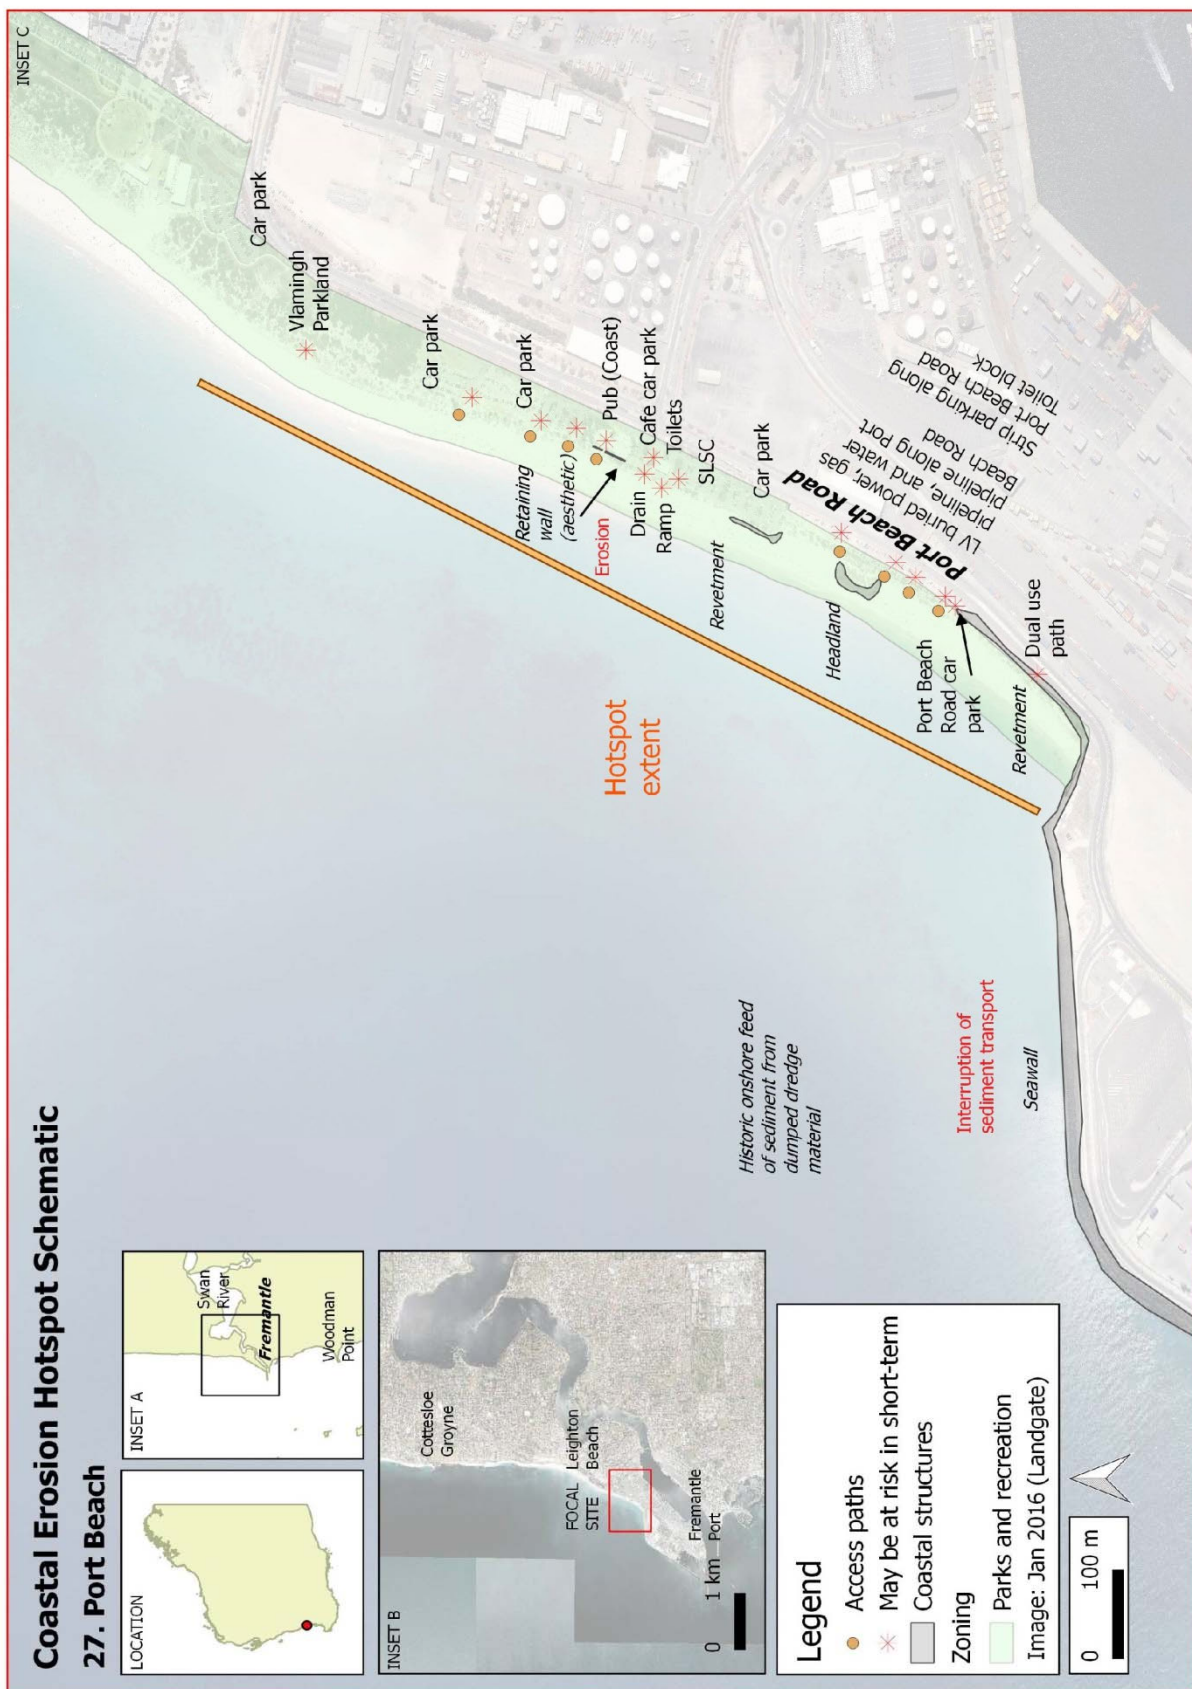 Coastal Erosion Hotspot Schematic
27. Port Beach
LOCATION
INSET A
Swan
River
Fremantle
Woodman
Point
INSET B
Cottesloe
Groyne
Leighton
Beach
FOCAL
SITE
Fremantle
Port
0
1 km
Legend
Access paths
May be at risk in short-term
Coastal structures
Zoning
Parks and recreation
Image: Jan 2016 (Landgate)
100 m
INSET C
Car park
Vlamingh
Parkland
Car park
Car park
Retaining
wall
(aesthetic)
Pub (Coast)
Erosion
Cafe car park
Drain
Toilets
Ramp
SLSC
Revetment
Car park
Hotspot
extent
Headland
Port Beach Road
LV buried power, gas
pipeline, and water
pipeline along Port
Beach Road
Strip parking along
Port Beach Road
Toilet block
Port Beach
Road car
park
Dual use
path
Revetment
Historic onshore feed
of sediment from
dumped dredge
material
Interruption of
sediment transport
Seawall